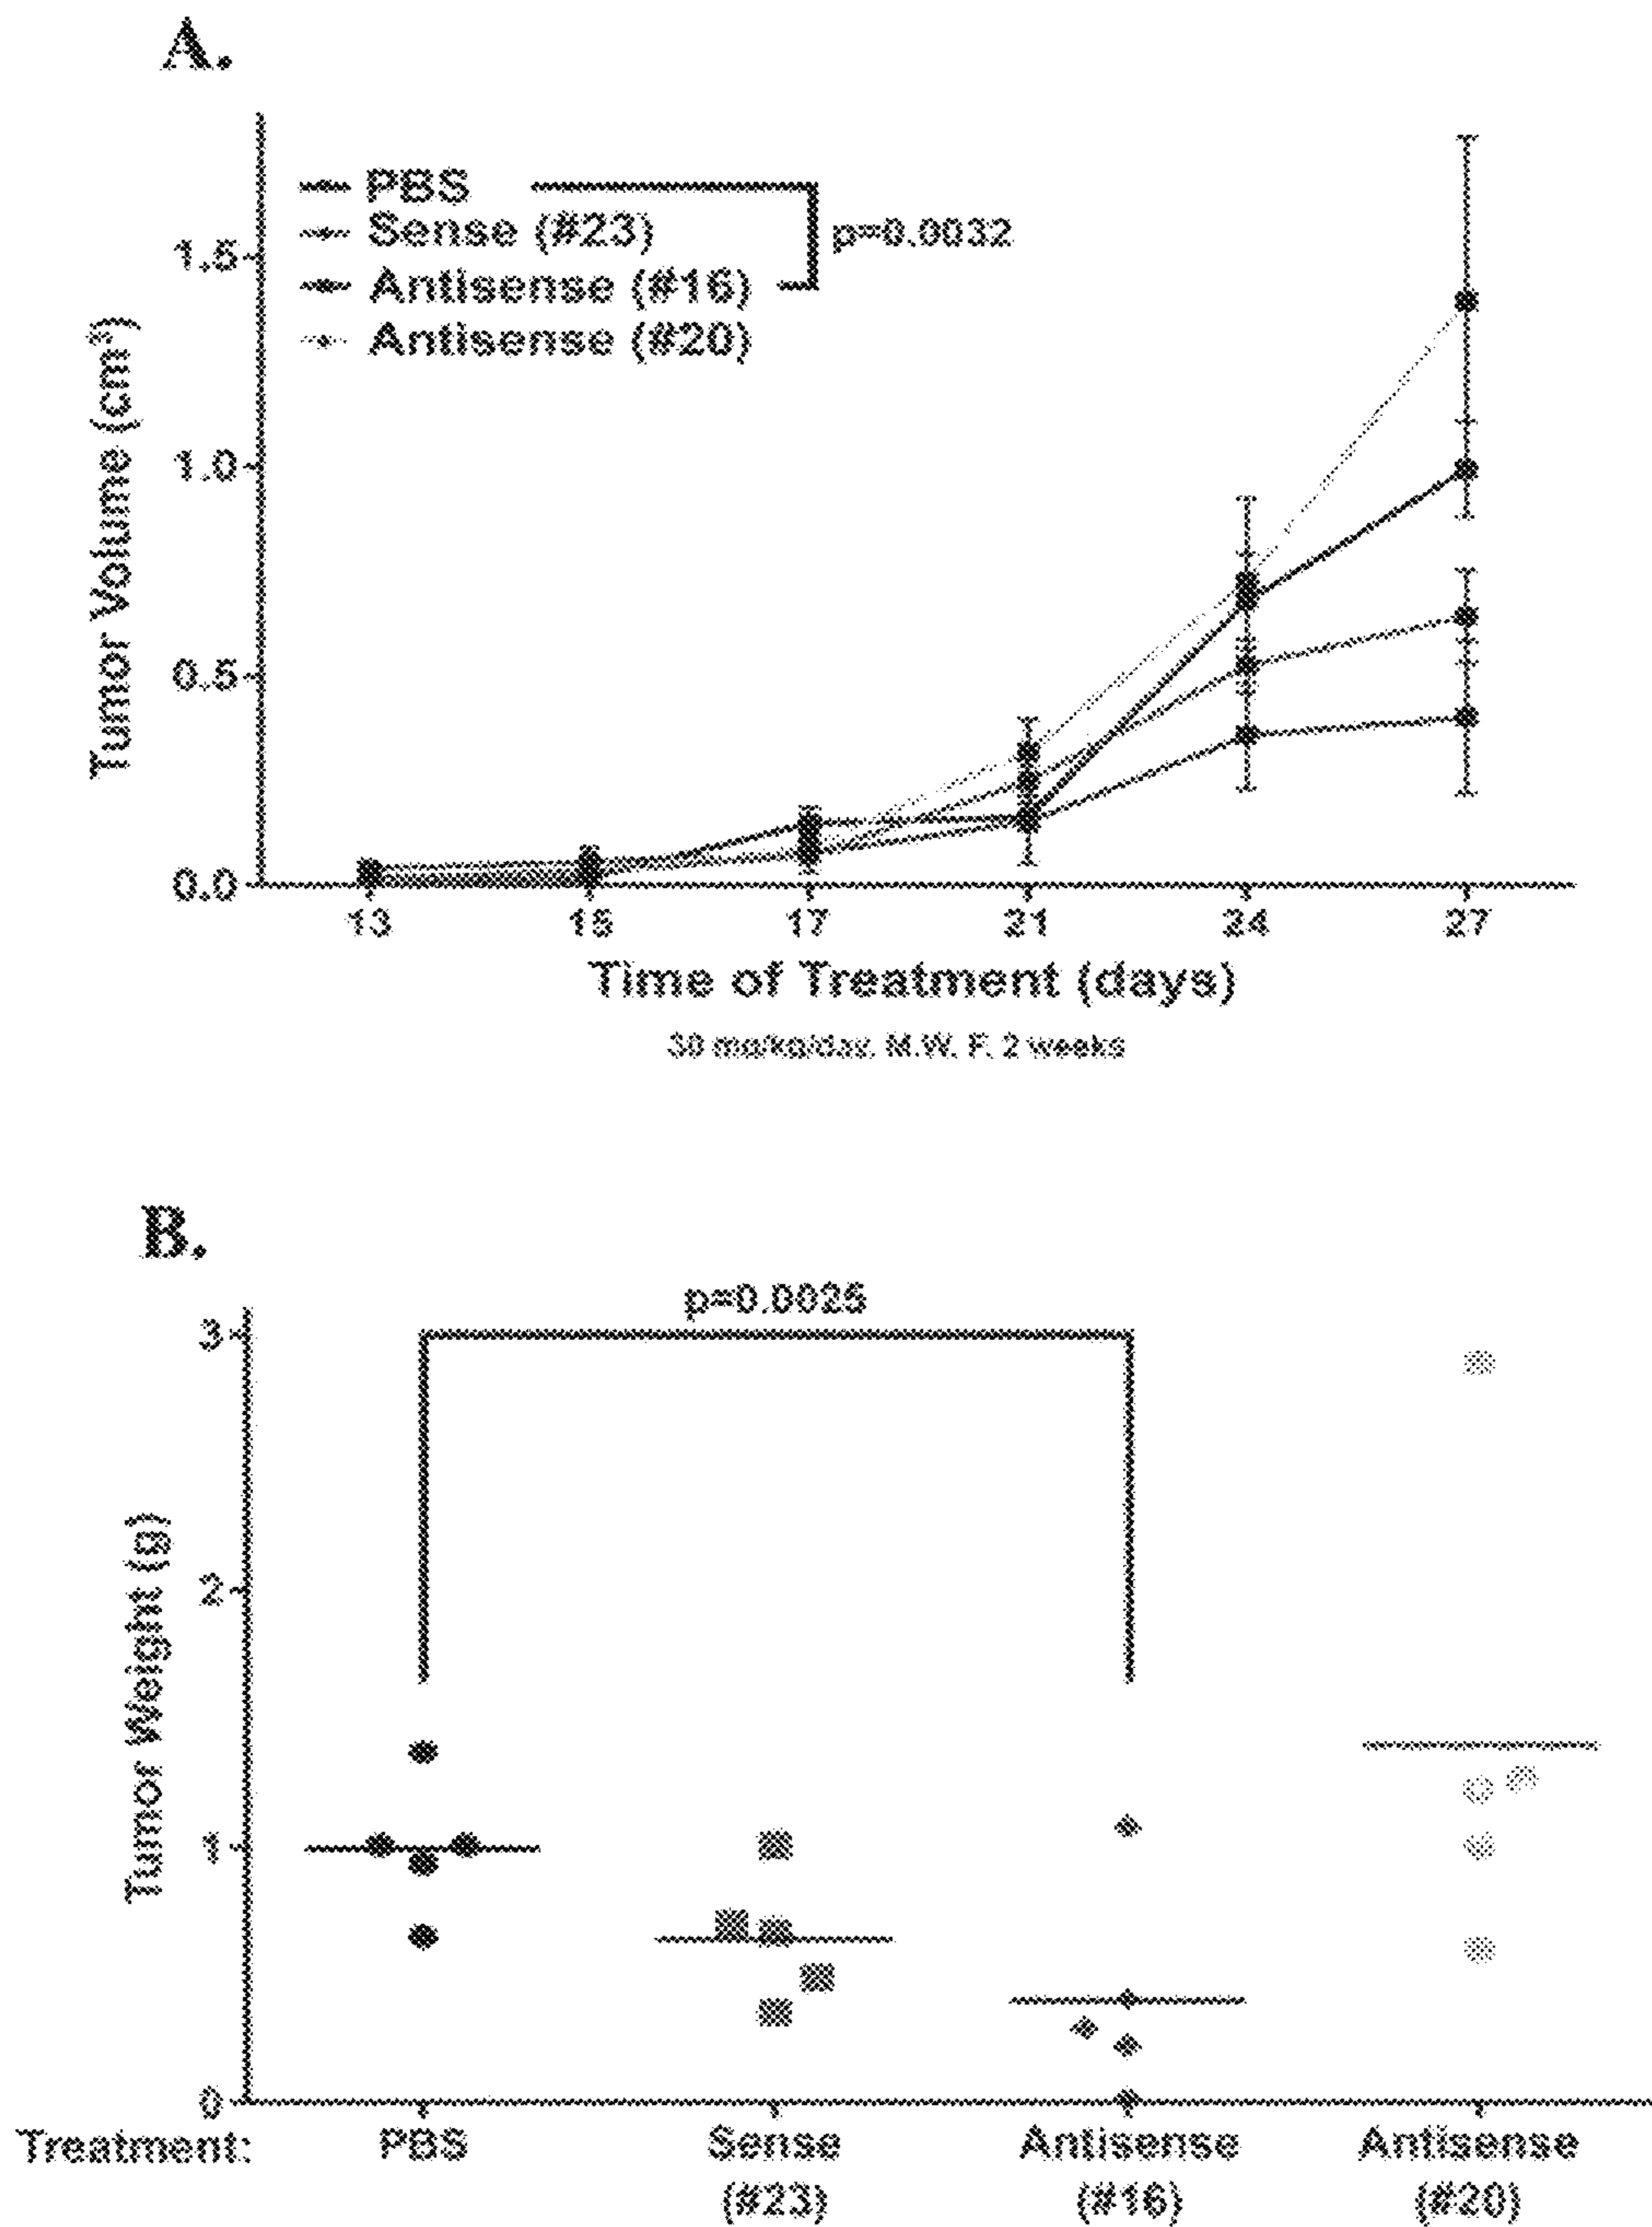 A.
PBS
Sense (#23)
p=0.0032
Antisense (#16)
Antisense (#20)
Tumor Volume (cm³)
1.5
1.0
0.5
0.0
13 15 17 21 24 27
Time of Treatment (days)
30 mg/kg/day, M.W. F. 2 weeks
B.
p=0.0025
Tumor Weight (g)
3
2
1
0
Treatment: PBS Sense Antisense Antisense
(#23) (#16) (#20)